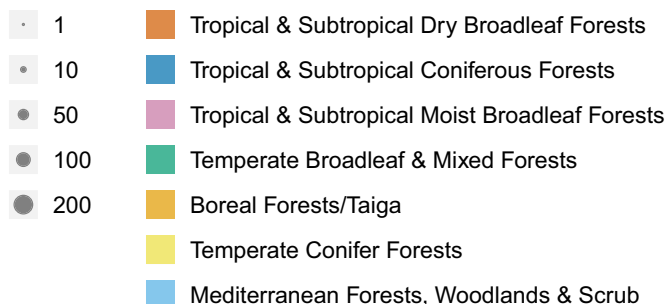 1 Tropical & Subtropical Dry Broadleaf Forests
10 Tropical & Subtropical Coniferous Forests
50 Tropical & Subtropical Moist Broadleaf Forests
100 Temperate Broadleaf & Mixed Forests
200 Boreal Forests/Taiga
Temperate Conifer Forests
Mediterranean Forests, Woodlands & Scrub